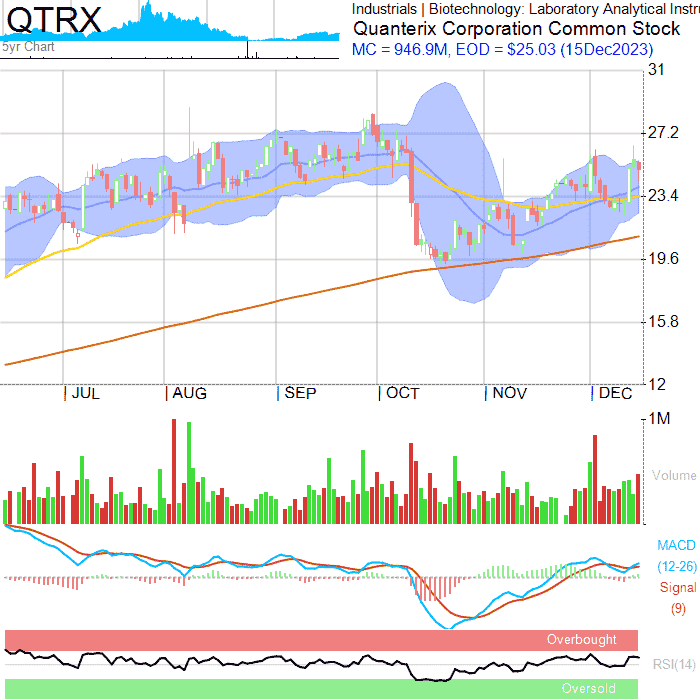 QTRX
5yr Chart
Industrials | Biotechnology: Laboratory Analytical Instru
Quanterix Corporation Common Stock
MC = 946.9M, EOD = $25.03 (15Dec2023)
31
27.2
23.4
19.6
15.8
12
JUL
AUG
SEP
OCT
NOV
DEC
1M
Volume
MACD
(12-26)
Signal
(9)
Overbought
RSI(14)
Oversold